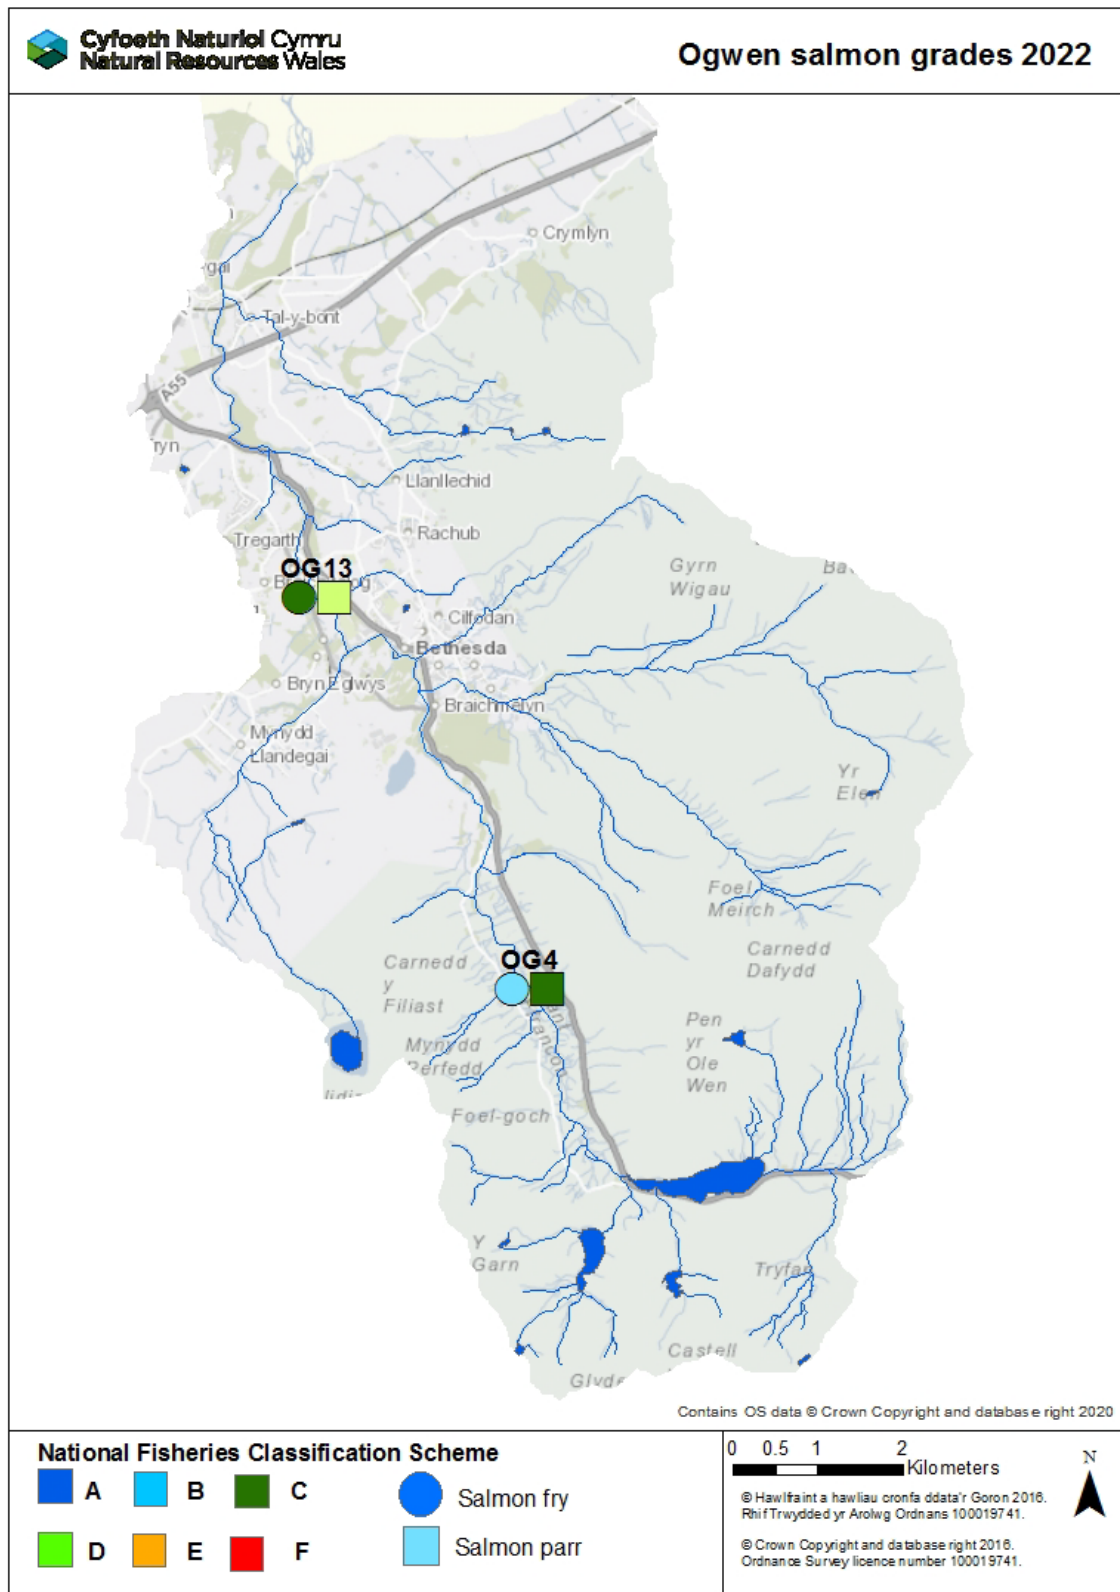 Cyfoeth Naturiol Cymru
Natural Resources Wales
Ogwen salmon grades 2022
Crymlyn
Tal-y-bont
A55
Llanllechid
Rachub
Tregarth
OG13
Gyrn
Wigau
Cilfodan
Bethesda
Bryn Eglwys
Braichmelyn
Mynydd
Llandegai
Yr
Elen
Foel
Meirch
Carnedd
Dafydd
OG4
Carnedd
y
Filiast
Pen
yr
Ole
Wen
Mynydd
Perfedd
Foel-goch
Y
Garn
Tryfan
Castell
Contains OS data © Crown Copyright and database right 2020
National Fisheries Classification Scheme
A B C Salmon fry
D E F Salmon parr
0 0.5 1 2
Kilometers
N
© Hawlfraint a hawliau cronfa ddata'r Goron 2016.
Rhif Trwydded yr Arolwg Ordnans 100019741.
© Crown Copyright and database right 2016.
Ordnance Survey licence number 100019741.